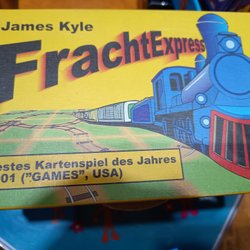 James Kyle
FrachtExpress
estes Kartenspiel des Jahres
01 ("GAMES", USA)